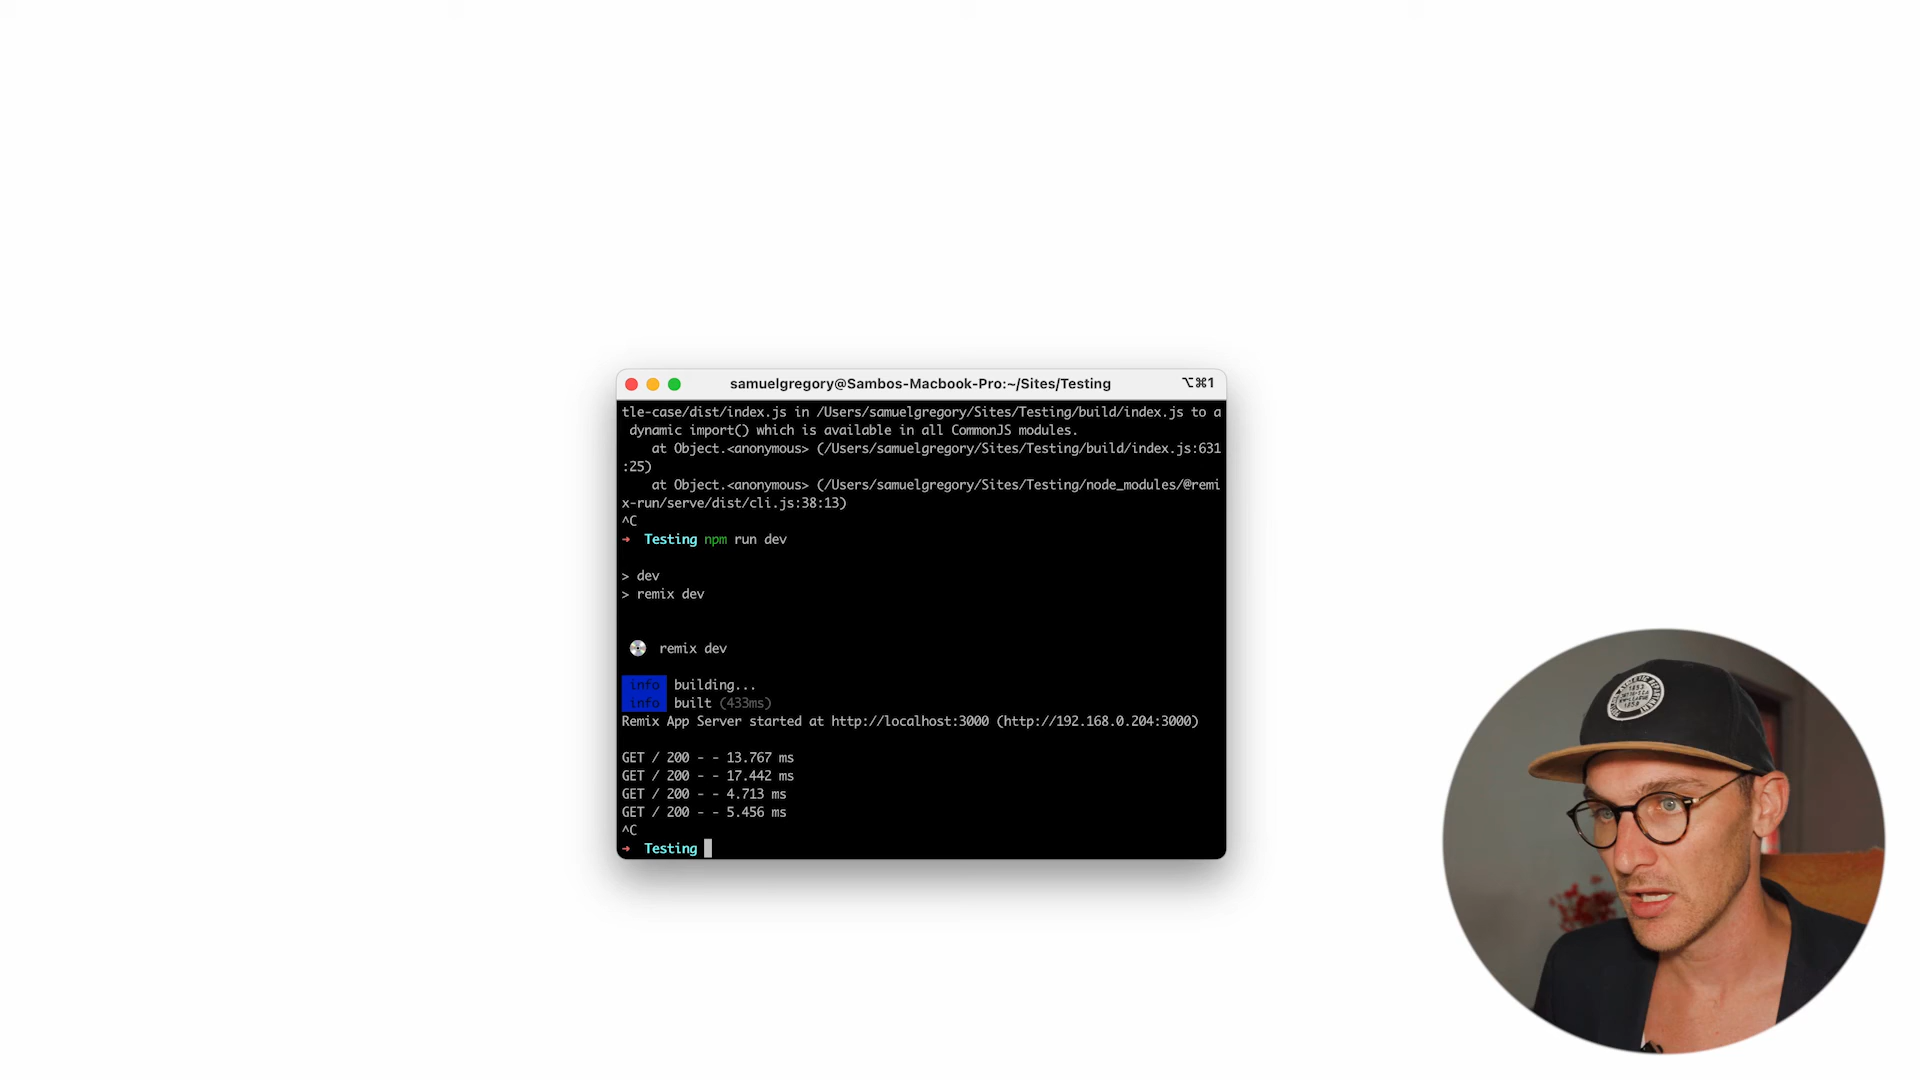 samuelgregory@Sambos-Macbook-Pro:~/Sites/Testing
⌥⌘1
tle-case/dist/index.js in /Users/samuelgregory/Sites/Testing/build/index.js to a
dynamic import() which is available in all CommonJS modules.
at Object.<anonymous> (/Users/samuelgregory/Sites/Testing/build/index.js:631
:25)
at Object.<anonymous> (/Users/samuelgregory/Sites/Testing/node_modules/@remi
x-run/serve/dist/cli.js:38:13)
^C
→ Testing npm run dev
> dev
> remix dev
💿 remix dev
info building...
info built (433ms)
Remix App Server started at http://localhost:3000 (http://192.168.0.204:3000)
GET / 200 - - 13.767 ms
GET / 200 - - 17.442 ms
GET / 200 - - 4.713 ms
GET / 200 - - 5.456 ms
^C
→ Testing
1853